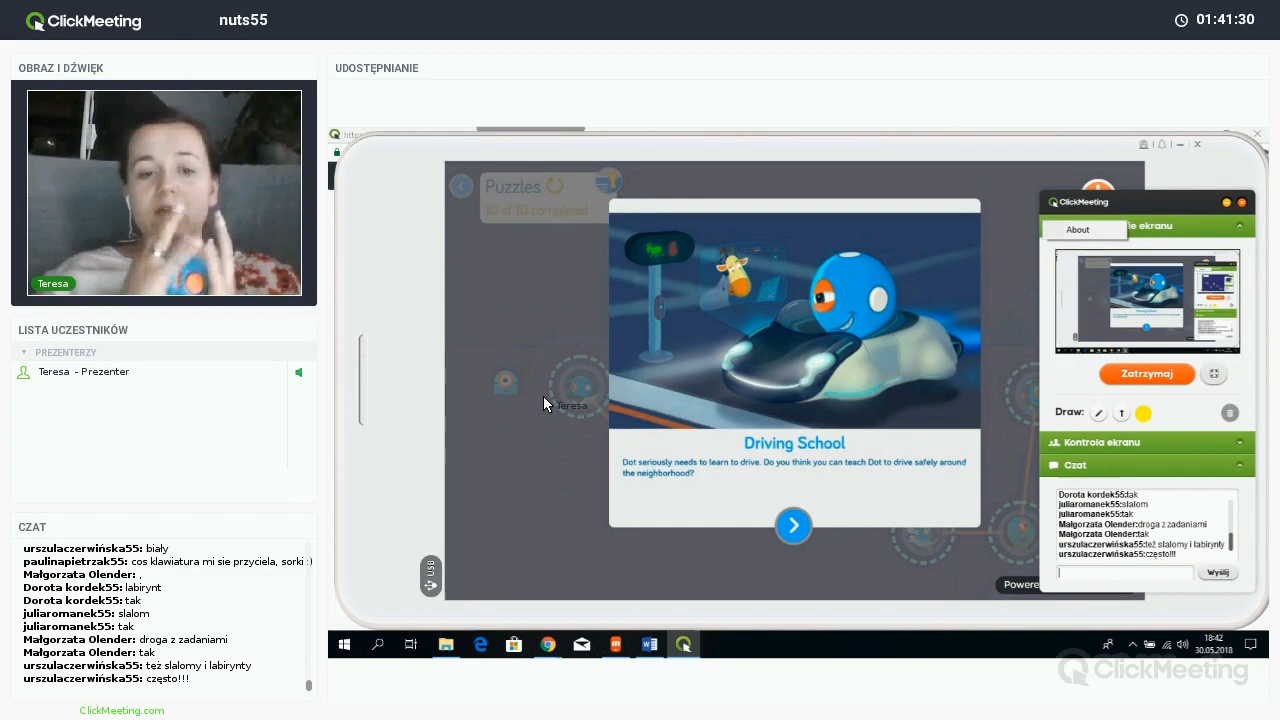 ClickMeeting
nuts55
01:41:30
OBRAZ I DŹWIĘK
UDOSTĘPNIANIE
Teresa
LISTA UCZESTNIKÓW
PREZENTERZY
Teresa - Prezenter
CZAT
urszulaczerwińska55: biały
paulinapietrzak55: cos klawiatura mi sie przyciela, sorki :)
Małgorzata Olender: .
Dorota kordek55: labirynt
Dorota kordek55: tak
juliaromanek55: slalom
juliaromanek55: tak
Małgorzata Olender: droga z zadaniami
Małgorzata Olender: tak
urszulaczerwińska55: też slalomy i labirynty
urszulaczerwińska55: często!!!
ClickMeeting.com
Puzzles
10 of 10 completed
Teresa
Driving School
Dot seriously needs to learn to drive. Do you think you can teach Dot to drive safely around
the neighborhood?
USB
Powere
ClickMeeting
About
ie ekranu
Zatrzymaj
Draw:
Kontrola ekranu
Czat
Dorota kordek55:tak
juliaromanek55:slalom
juliaromanek55:tak
Małgorzata Olender:droga z zadaniami
Małgorzata Olender:tak
urszulaczerwińska55:też slalomy i labirynty
urszulaczerwińska55:często!!!
Wyślij
18:42
30.05.2018
ClickMeeting